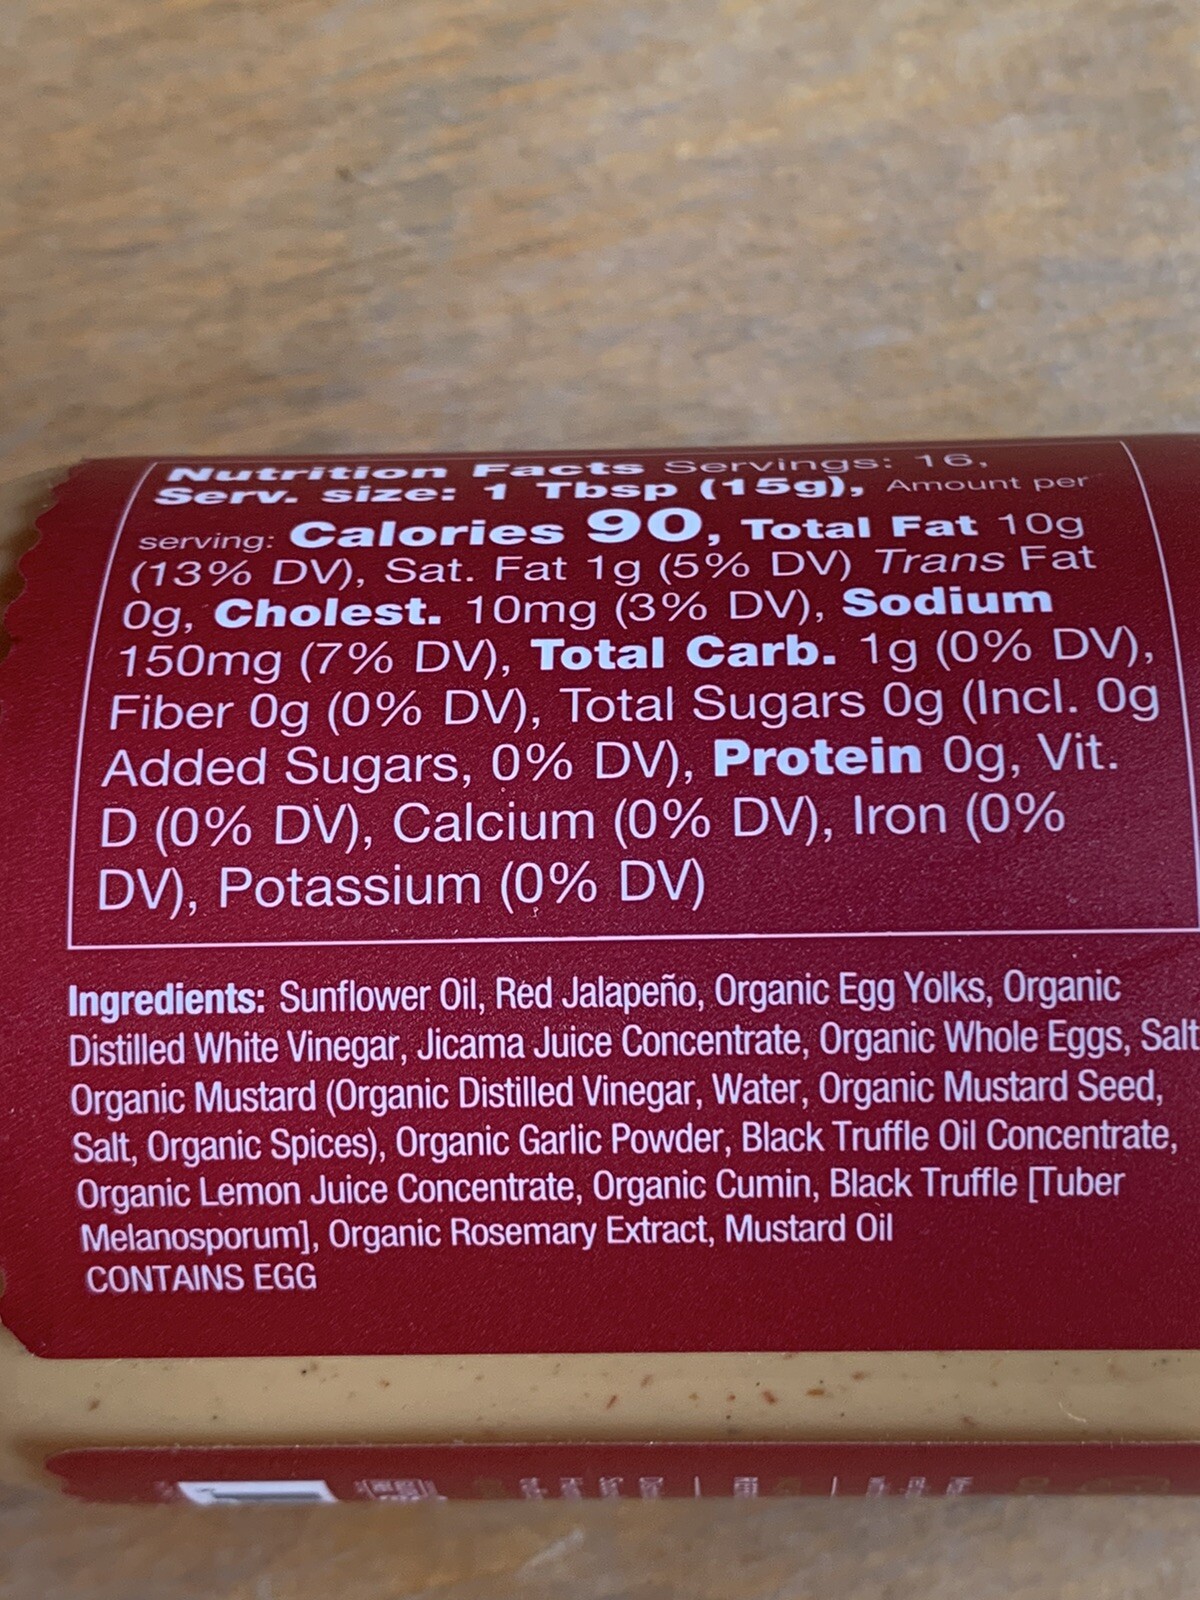 Nutrition Facts Servings: 16,
Serv. size: 1 Tbsp (15g), Amount per
serving: Calories 90, Total Fat 10g
(13% DV), Sat. Fat 1g (5% DV) Trans Fat
0g, Cholest. 10mg (3% DV), Sodium
150mg (7% DV), Total Carb. 1g (0% DV),
Fiber 0g (0% DV), Total Sugars 0g (Incl. 0g
Added Sugars, 0% DV), Protein 0g, Vit.
D (0% DV), Calcium (0% DV), Iron (0%
DV), Potassium (0% DV)
Ingredients: Sunflower Oil, Red Jalapeño, Organic Egg Yolks, Organic
Distilled White Vinegar, Jicama Juice Concentrate, Organic Whole Eggs, Salt
Organic Mustard (Organic Distilled Vinegar, Water, Organic Mustard Seed,
Salt, Organic Spices), Organic Garlic Powder, Black Truffle Oil Concentrate,
Organic Lemon Juice Concentrate, Organic Cumin, Black Truffle [Tuber
Melanosporum], Organic Rosemary Extract, Mustard Oil
CONTAINS EGG